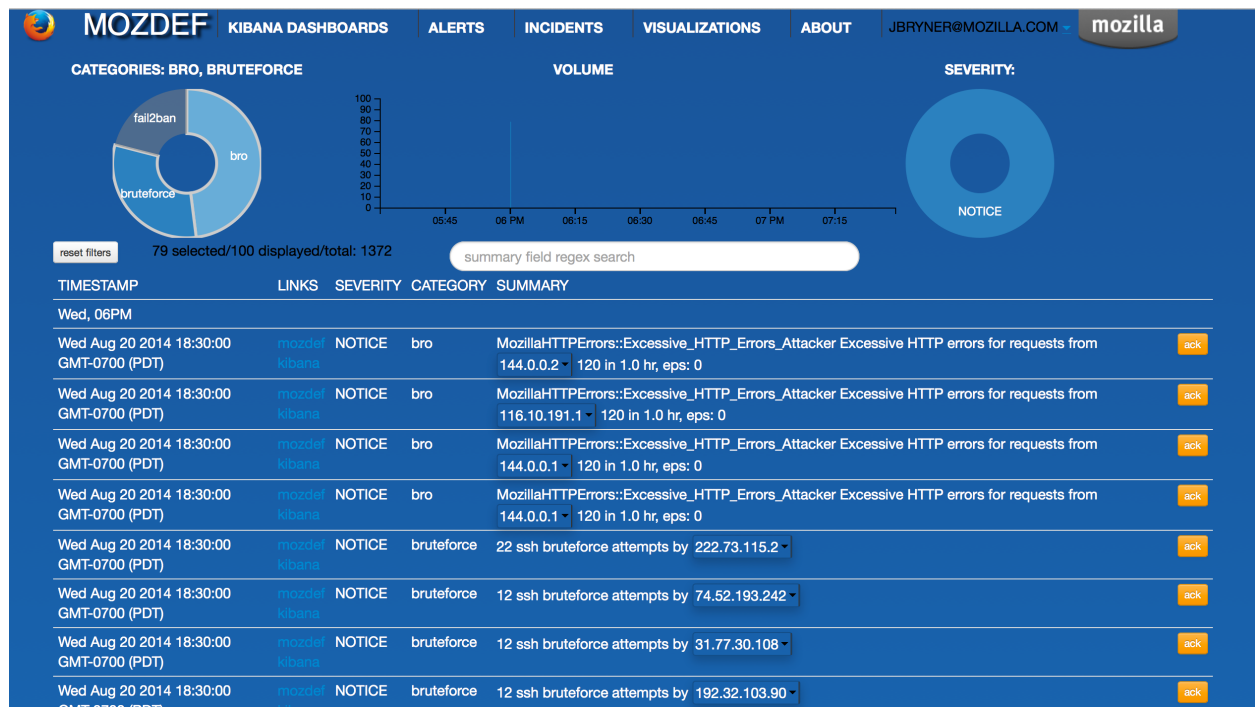 MOZDEF KIBANA DASHBOARDS ALERTS INCIDENTS VISUALIZATIONS ABOUT JBRYNER@MOZILLA.COM mozilla
CATEGORIES: BRO, BRUTEFORCE VOLUME SEVERITY:
fail2ban
bro
bruteforce
100
90
80
70
60
50
40
30
20
10
0
05:45 06 PM 06:15 06:30 06:45 07 PM 07:15
NOTICE
reset filters 79 selected/100 displayed/total: 1372 summary field regex search
TIMESTAMP LINKS SEVERITY CATEGORY SUMMARY
Wed, 06PM
Wed Aug 20 2014 18:30:00 mozdef NOTICE bro MozillaHTTPErrors::Excessive_HTTP_Errors_Attacker Excessive HTTP errors for requests from ack
GMT-0700 (PDT) kibana 144.0.0.2 120 in 1.0 hr, eps: 0
Wed Aug 20 2014 18:30:00 mozdef NOTICE bro MozillaHTTPErrors::Excessive_HTTP_Errors_Attacker Excessive HTTP errors for requests from ack
GMT-0700 (PDT) kibana 116.10.191.1 120 in 1.0 hr, eps: 0
Wed Aug 20 2014 18:30:00 mozdef NOTICE bro MozillaHTTPErrors::Excessive_HTTP_Errors_Attacker Excessive HTTP errors for requests from ack
GMT-0700 (PDT) kibana 144.0.0.1 120 in 1.0 hr, eps: 0
Wed Aug 20 2014 18:30:00 mozdef NOTICE bro MozillaHTTPErrors::Excessive_HTTP_Errors_Attacker Excessive HTTP errors for requests from ack
GMT-0700 (PDT) kibana 144.0.0.1 120 in 1.0 hr, eps: 0
Wed Aug 20 2014 18:30:00 mozdef NOTICE bruteforce 22 ssh bruteforce attempts by 222.73.115.2 ack
GMT-0700 (PDT) kibana
Wed Aug 20 2014 18:30:00 mozdef NOTICE bruteforce 12 ssh bruteforce attempts by 74.52.193.242 ack
GMT-0700 (PDT) kibana
Wed Aug 20 2014 18:30:00 mozdef NOTICE bruteforce 12 ssh bruteforce attempts by 31.77.30.108 ack
GMT-0700 (PDT) kibana
Wed Aug 20 2014 18:30:00 mozdef NOTICE bruteforce 12 ssh bruteforce attempts by 192.32.103.90 ack